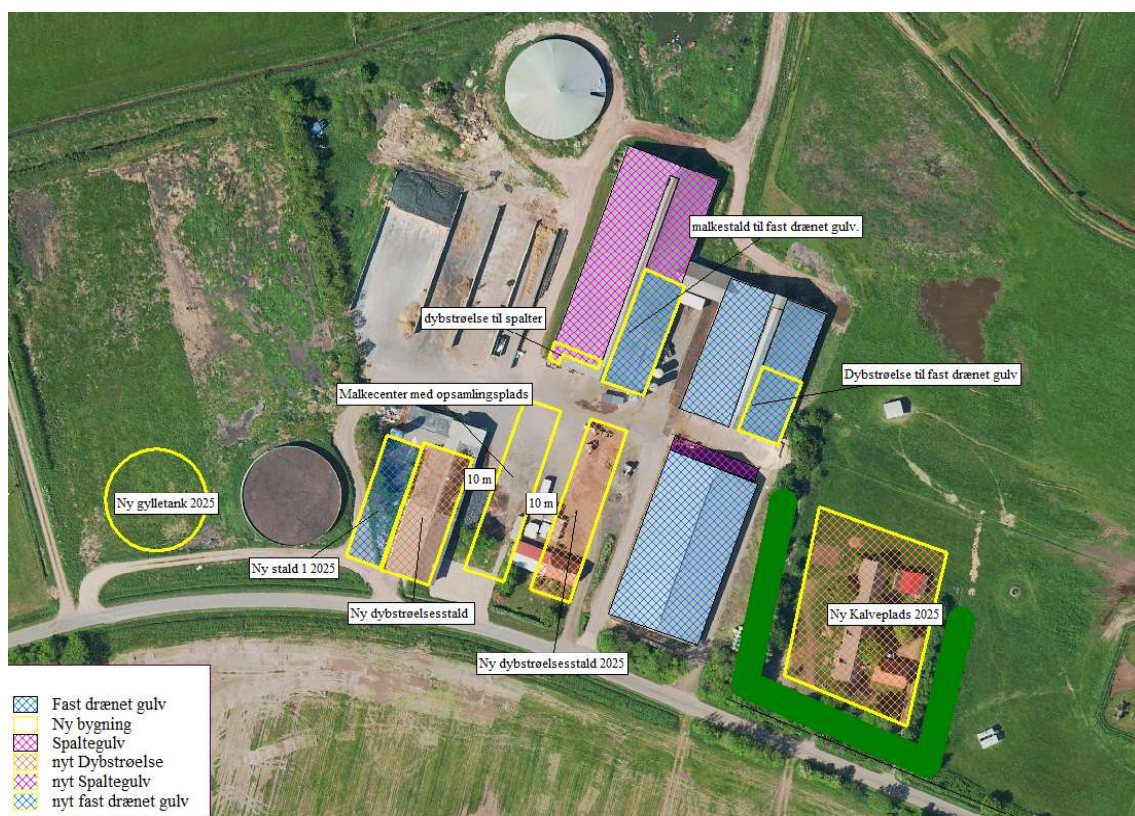 malkestald til fast drænet gulv.
dybstrøelse til spalter
Dybstrøelse til fast drænet gulv
Malkecenter med opsamlingsplads
10 m
10 m
Ny gylletank 2025
Ny stald 1 2025
Ny dybstrøelsesstald
Ny Kalveplads 2025
Ny dybstrøelsesstald 2025
Fast drænet gulv
Ny bygning
Spaltegulv
nyt Dybstrøelse
nyt Spaltegulv
nyt fast drænet gulv